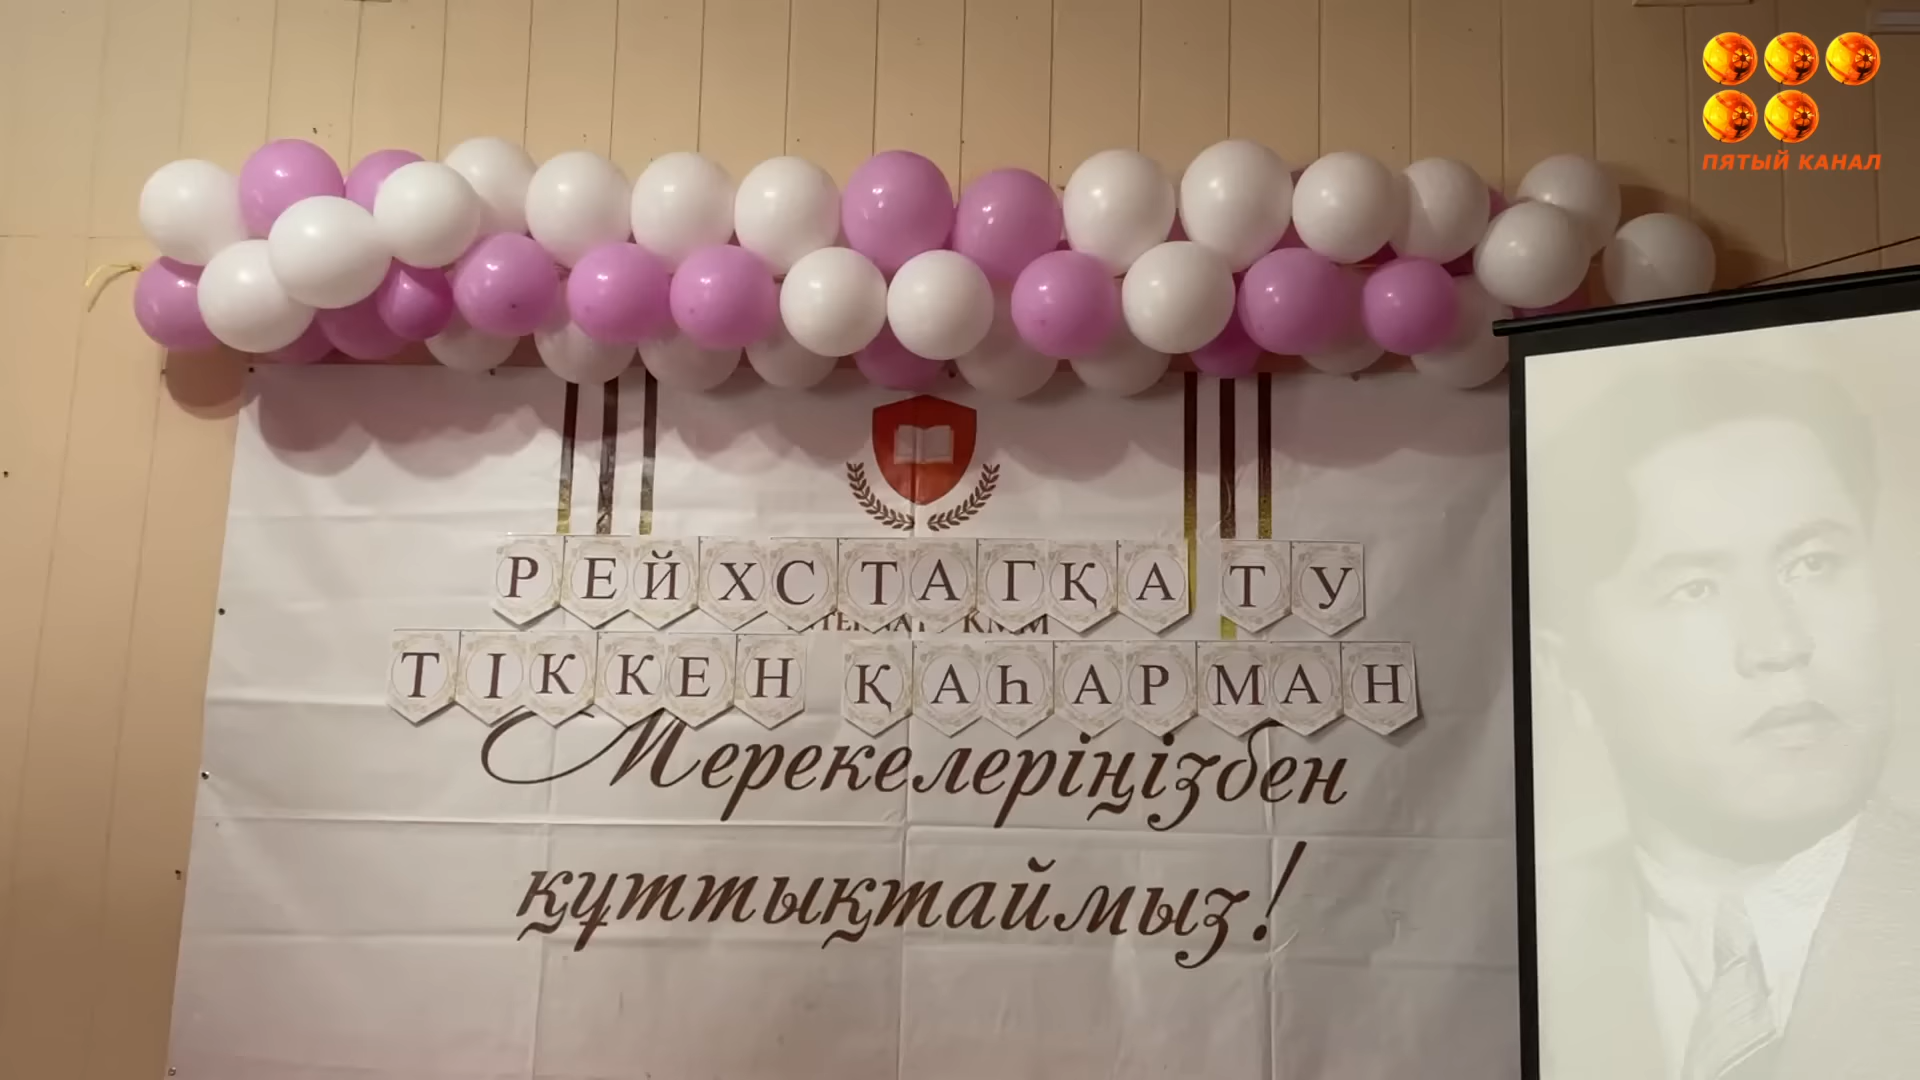 ПЯТЫЙ КАНАЛ
РЕЙХСТАГҚА ТУ
ТІККЕН ҚАҺАРМАН
Мерекелеріңізбен
құттықтаймыз!